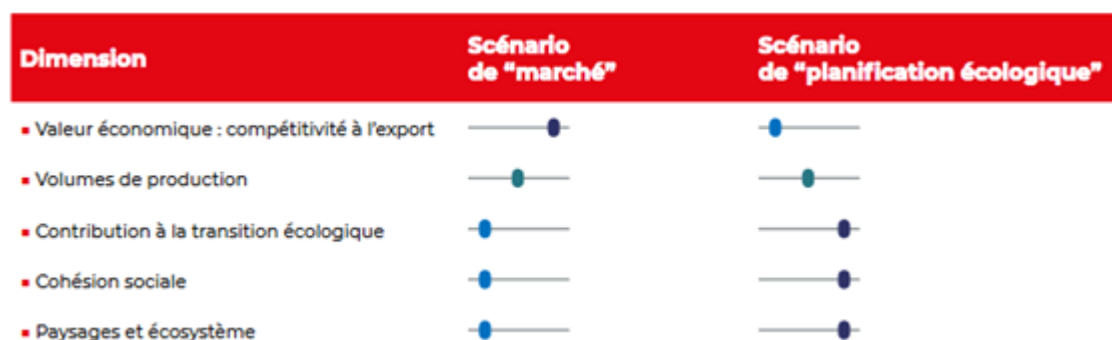 Dimension
Scénario
de “marché”
Scénario
de “planification écologique”
Valeur économique : compétitivité à l’export
Volumes de production
Contribution à la transition écologique
Cohésion sociale
Paysages et écosystème